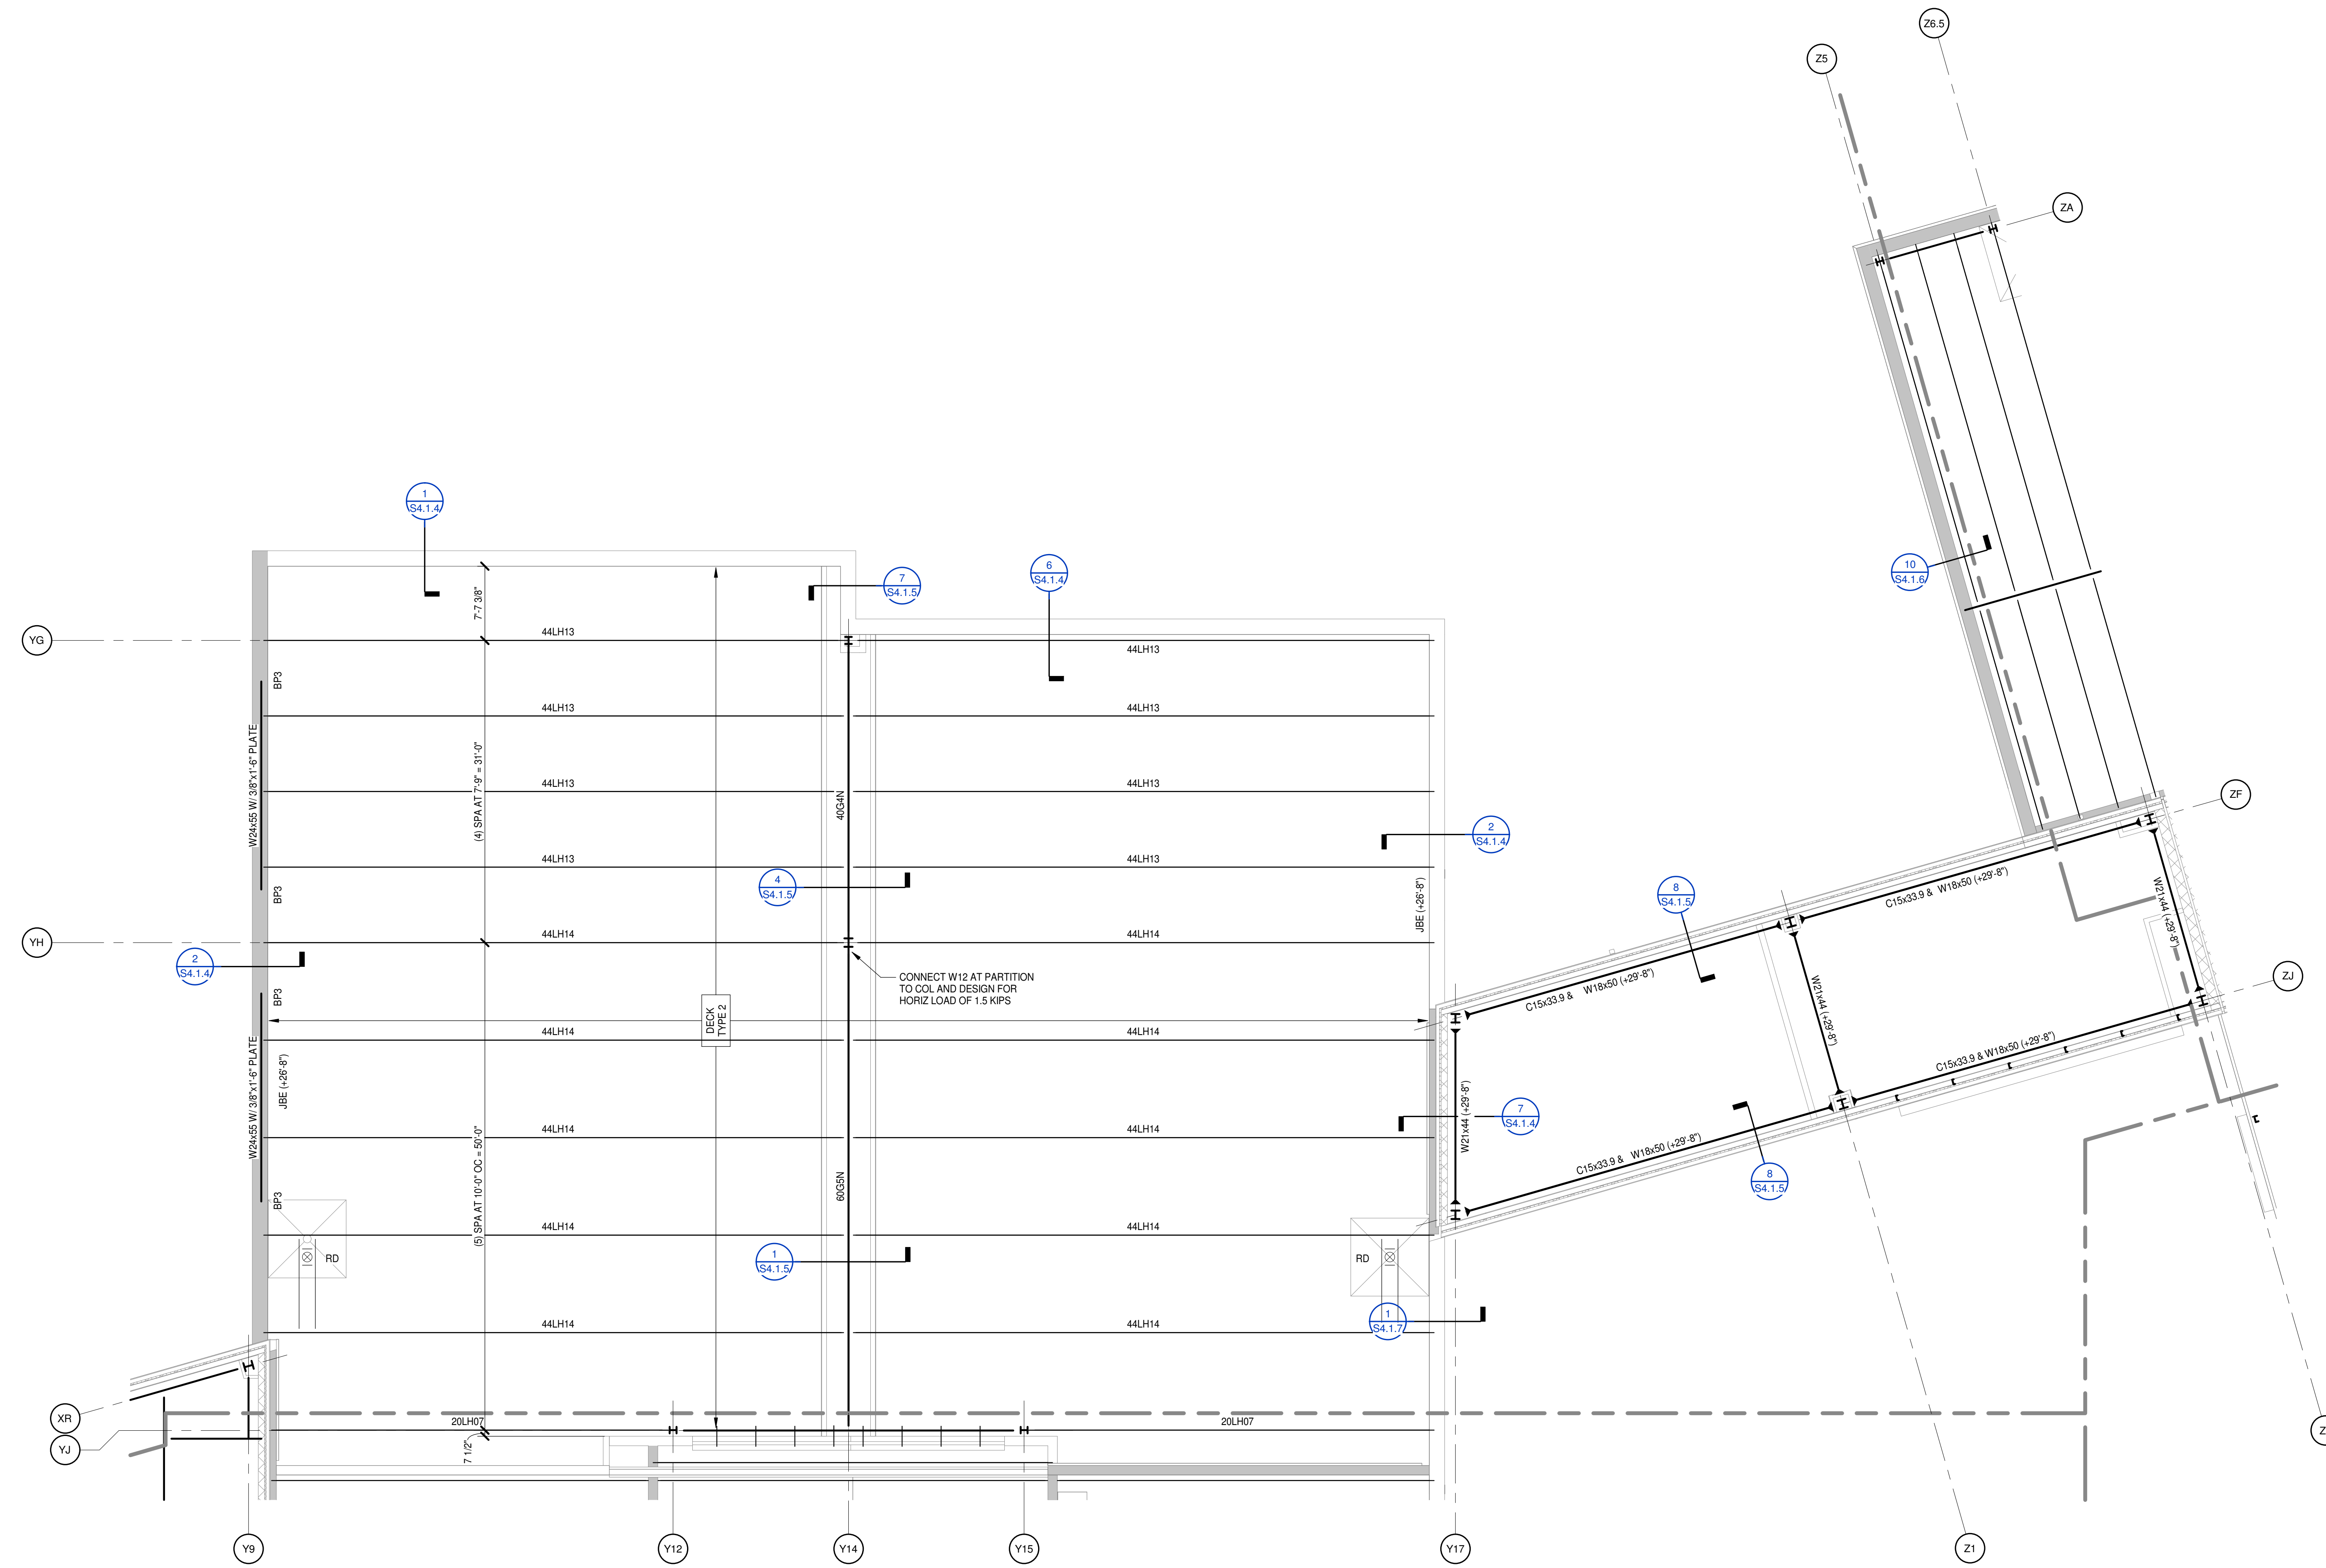 Z6.5
Z5
ZA
1
S4.1.4
6
S4.1.4
7
S4.1.5
10
S4.1.6
7'-7 3/8"
YG
44LH13
44LH13
BP3
44LH13
44LH13
W24x55 W/ 3/8"x1'-6" PLATE
(4) SPA AT 7'-9" = 31'-0"
44LH13
40G4N
44LH13
ZF
2
S4.1.4
44LH13
44LH13
BP3
4
S4.1.5
JBE (+26'-8")
8
S4.1.5
C15x33.9 & W18x50 (+29'-8")
W21x44 (+29'-8")
YH
44LH14
44LH14
2
S4.1.4
CONNECT W12 AT PARTITION
TO COL AND DESIGN FOR
HORIZ LOAD OF 1.5 KIPS
BP3
C15x33.9 & W18x50 (+29'-8")
W21x44 (+29'-8")
ZJ
DECK
TYPE 2
44LH14
44LH14
W24x55 W/ 3/8"x1'-6" PLATE
JBE (+26'-8")
C15x33.9 & W18x50 (+29'-8")
7
S4.1.4
W21x44 (+29'-8")
44LH14
44LH14
(5) SPA AT 10'-0" OC = 50'-0"
60G5N
C15x33.9 & W18x50 (+29'-8")
8
S4.1.5
BP3
44LH14
44LH14
RD
1
S4.1.5
RD
1
S4.1.7
44LH14
44LH14
XR
20LH07
20LH07
YJ
7 1/2"
Y9
Y12
Y14
Y15
Y17
Z1